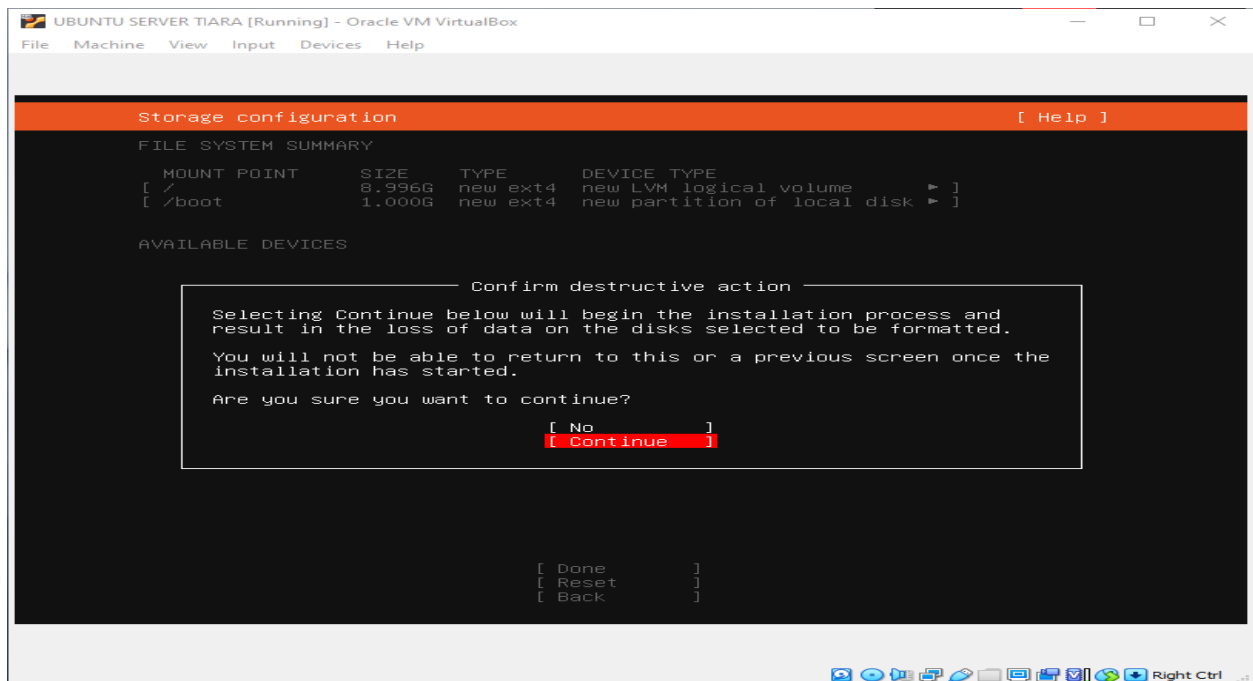 UBUNTU SERVER TIARA [Running] - Oracle VM VirtualBox
File Machine View Input Devices Help
Storage configuration [ Help ]
FILE SYSTEM SUMMARY
MOUNT POINT SIZE TYPE DEVICE TYPE
[ / 8.996G new ext4 new LVM logical volume ► ]
[ /boot 1.000G new ext4 new partition of local disk ► ]
AVAILABLE DEVICES
Confirm destructive action
Selecting Continue below will begin the installation process and
result in the loss of data on the disks selected to be formatted.
You will not be able to return to this or a previous screen once the
installation has started.
Are you sure you want to continue?
[ No ]
[ Continue ]
[ Done ]
[ Reset ]
[ Back ]
Right Ctrl